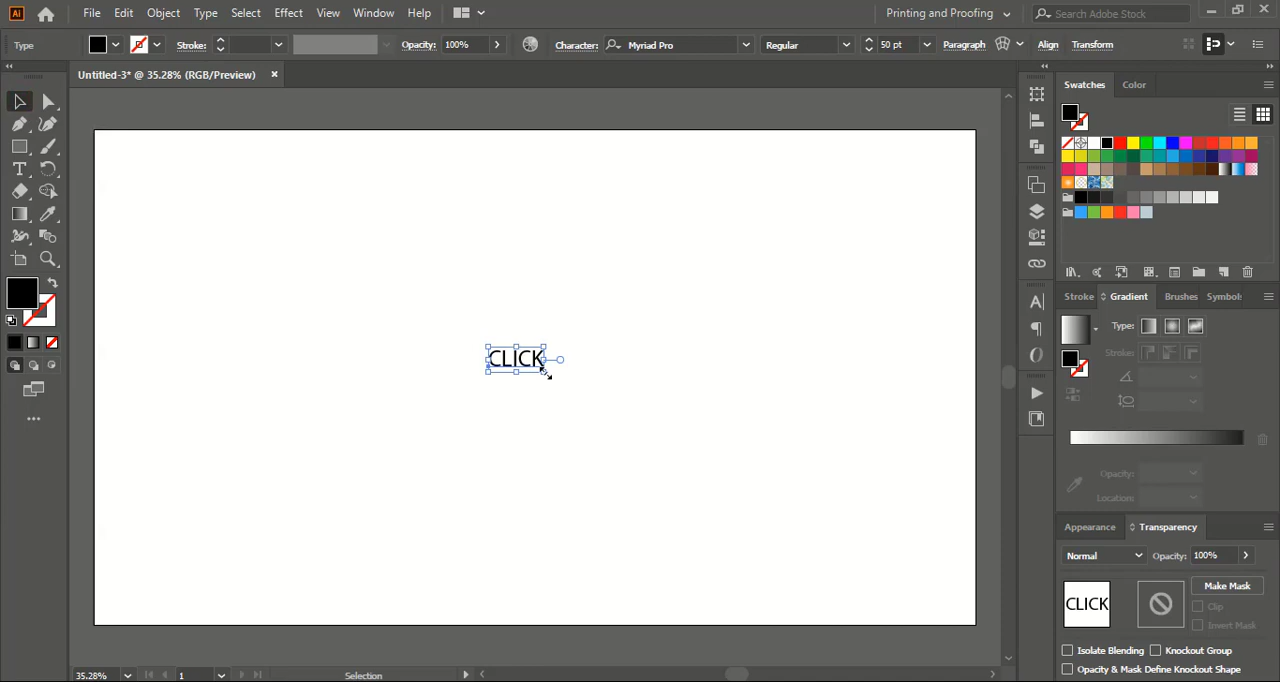 Ai File Edit Object Type Select Effect View Window Help Printing and Proofing Search Adobe Stock
Type Stroke: Opacity: 100% Character: Myriad Pro Regular 50 pt Paragraph Align Transform
Untitled-3* @ 35.28% (RGB/Preview)
Swatches Color
CLICK
Stroke Gradient Brushes Symbol
Type:
Strokes:
Opacity:
Location:
Appearance Transparency
Normal Opacity: 100%
CLICK Make Mask
Clip
Invert Mask
Isolate Blending Knockout Group
Opacity & Mask Define Knockout Shape
35.28% 1 Selection